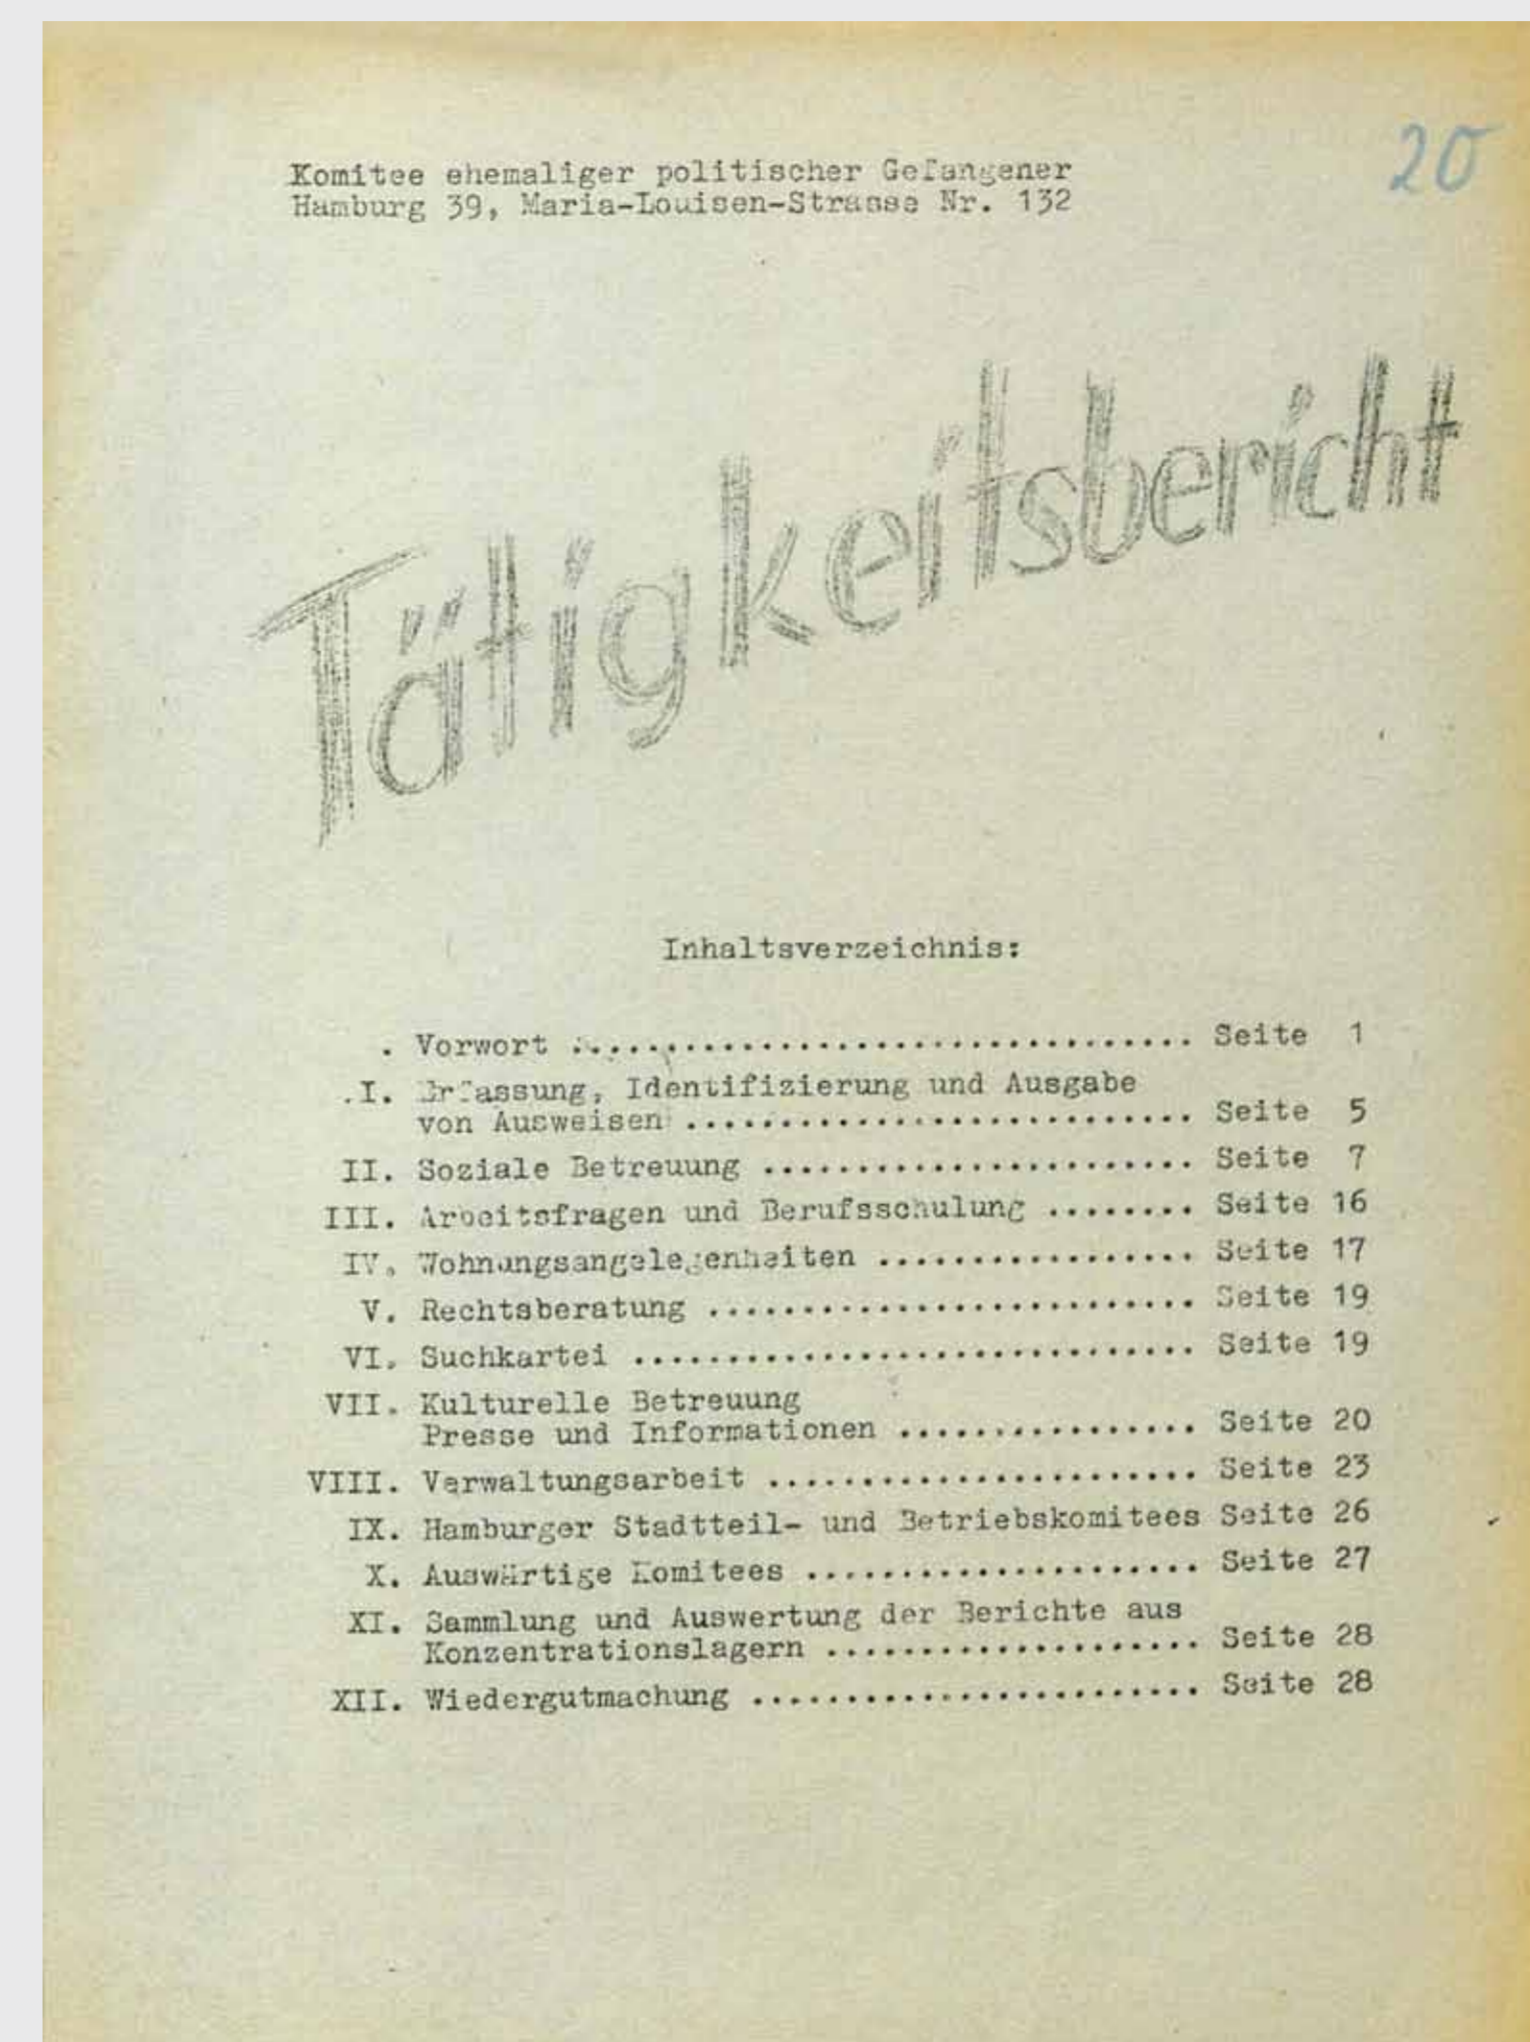 20
Komitee ehemaliger politischer Gefangener
Hamburg 39, Maria-Louisen-Strasse Nr. 132
Tätigkeitsbericht
Inhaltsverzeichnis:
. Vorwort ................................. Seite 1
.I. Erfassung, Identifizierung und Ausgabe
von Ausweisen ........................... Seite 5
II. Soziale Betreuung ....................... Seite 7
III. Arbeitsfragen und Berufsschulung ........ Seite 16
IV. Wohnungsangelegenheiten ................. Seite 17
V. Rechtsberatung .......................... Seite 19
VI. Suchkartei .............................. Seite 19
VII. Kulturelle Betreuung
Presse und Informationen ................ Seite 20
VIII. Verwaltungsarbeit ....................... Seite 23
IX. Hamburger Stadtteil- und Betriebskomitees Seite 26
X. Auswärtige Komitees ..................... Seite 27
XI. Sammlung und Auswertung der Berichte aus
Konzentrationslagern .................... Seite 28
XII. Wiedergutmachung ........................ Seite 28